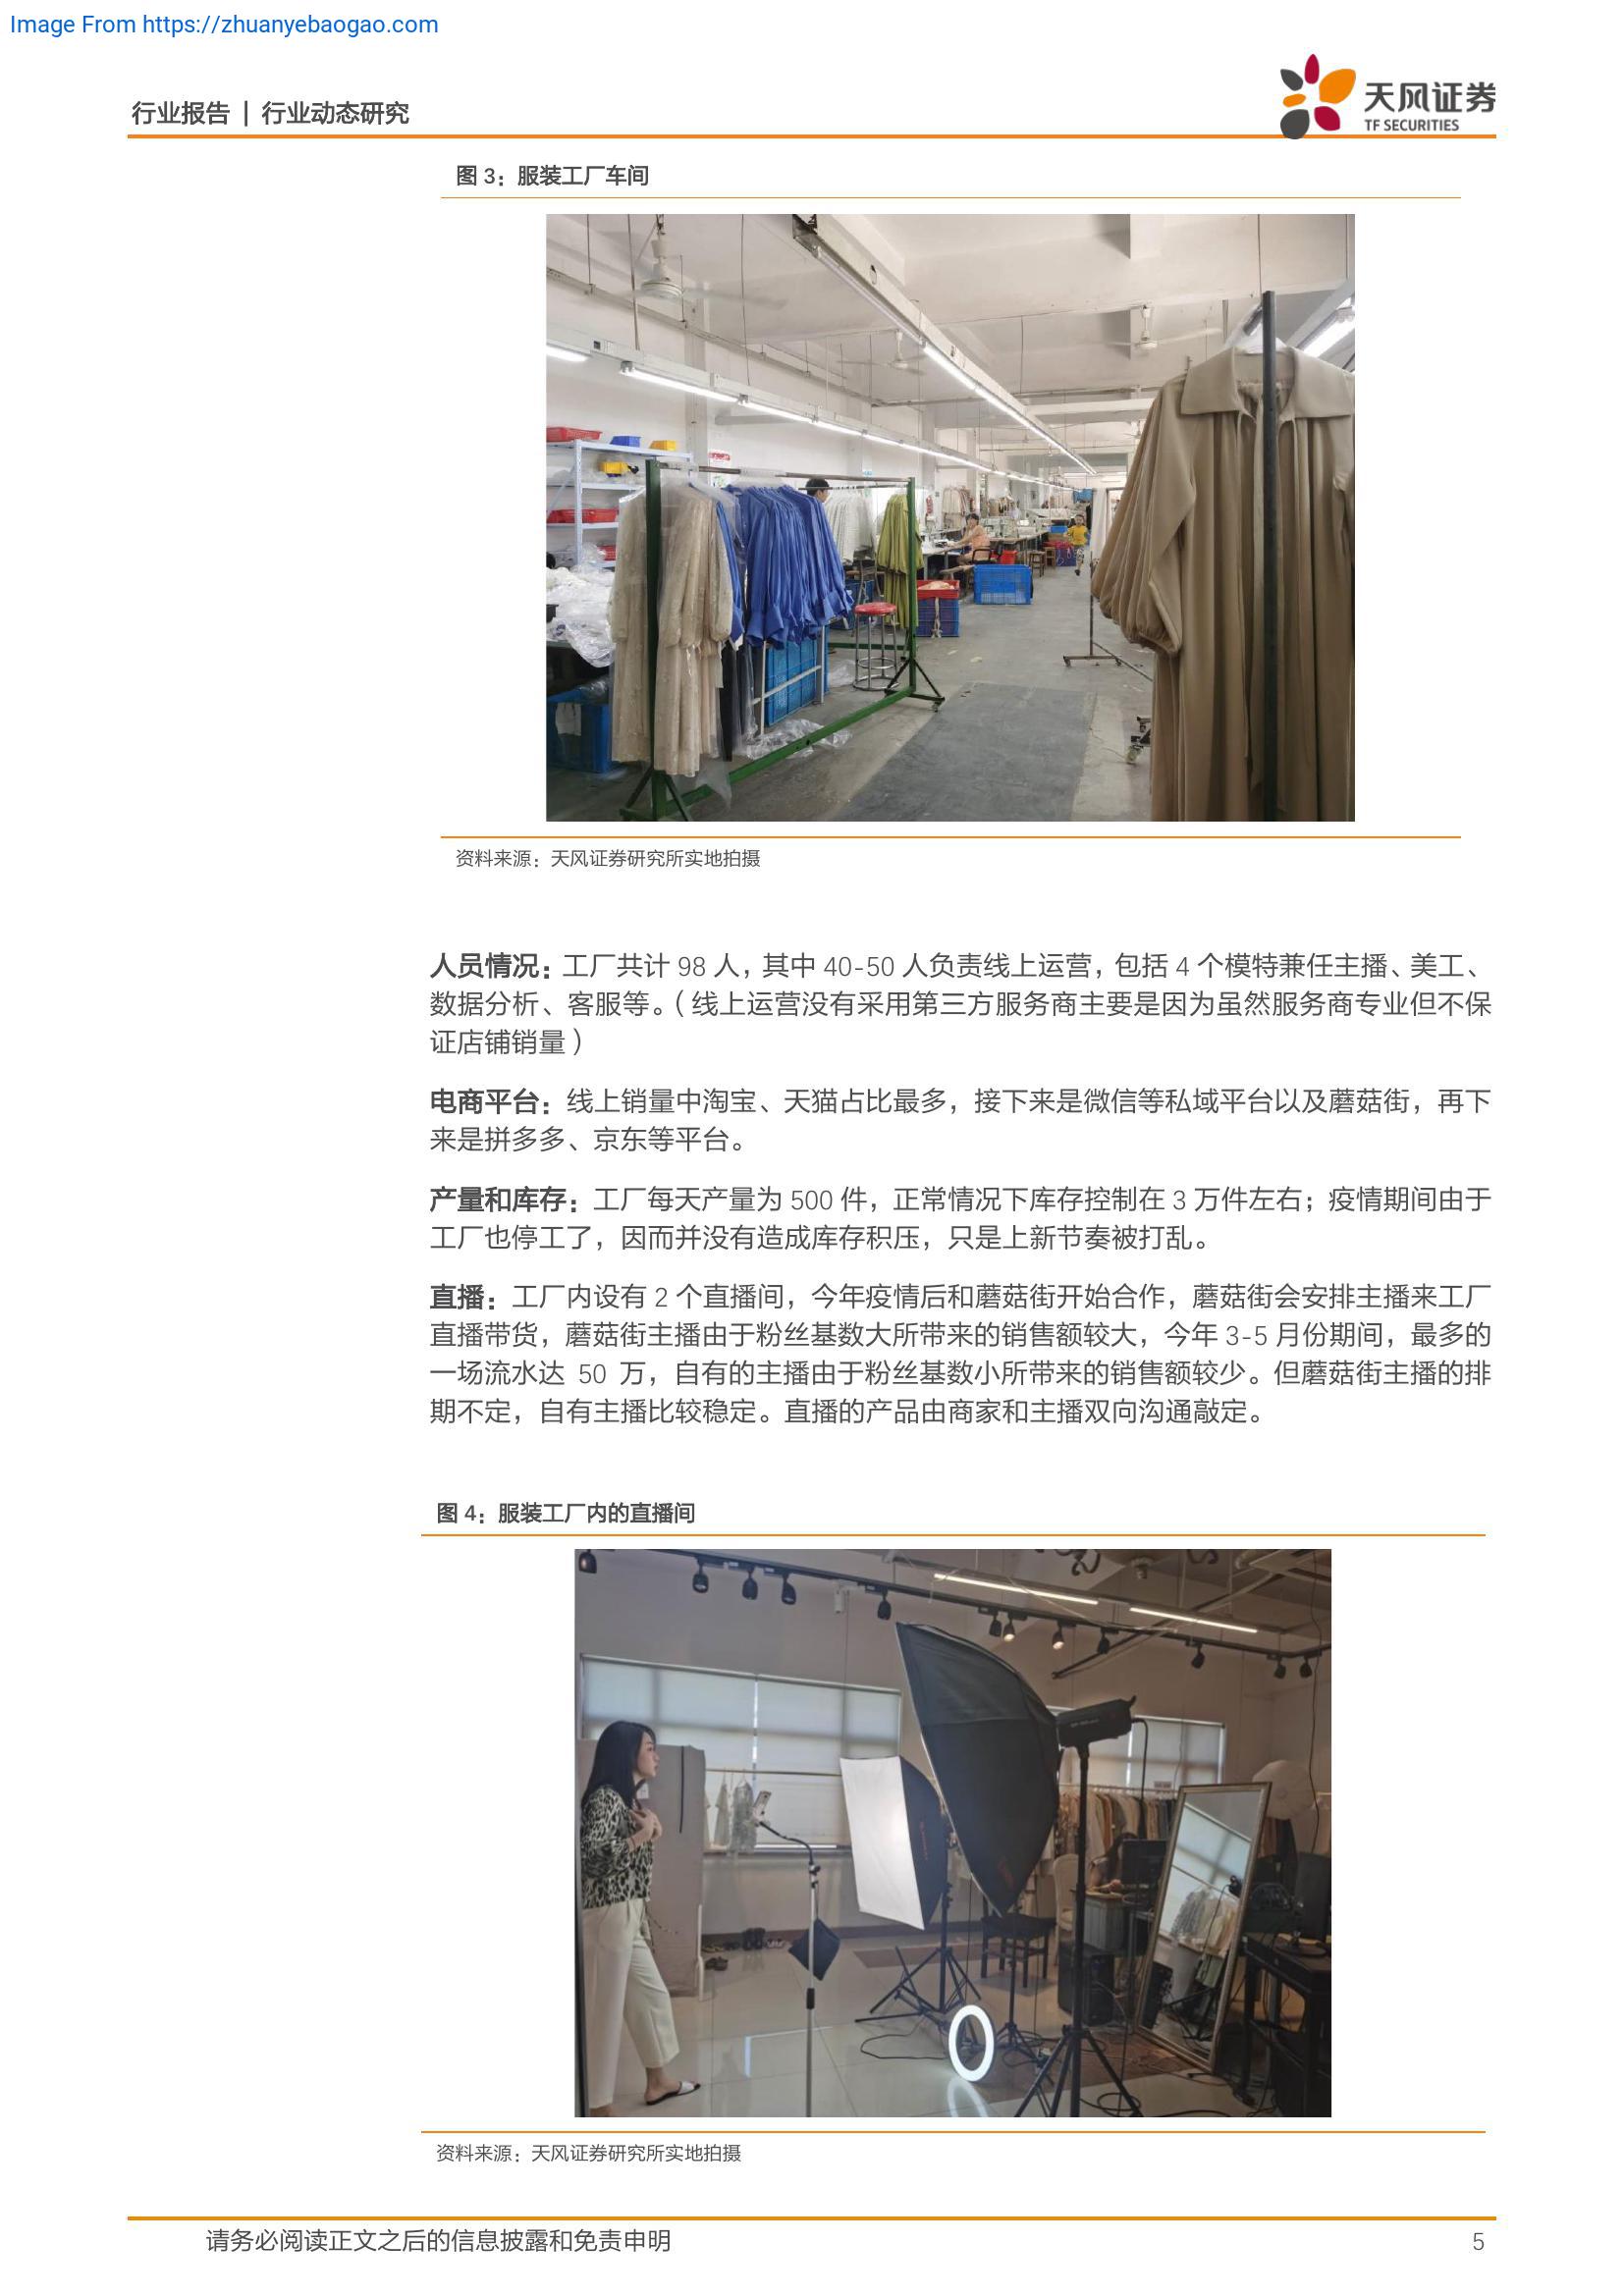 Image From https://zhuanyebaogao.com
行业报告 | 行业动态研究
天风证券
TF SECURITIES
图 3：服装工厂车间
资料来源：天风证券研究所实地拍摄
人员情况：工厂共计 98 人，其中 40-50 人负责线上运营，包括 4 个模特兼任主播、美工、
数据分析、客服等。（线上运营没有采用第三方服务商主要是因为虽然服务商专业但不保
证店铺销量）
电商平台：线上销量中淘宝、天猫占比最多，接下来是微信等私域平台以及蘑菇街，再下
来是拼多多、京东等平台。
产量和库存：工厂每天产量为 500 件，正常情况下库存控制在 3 万件左右；疫情期间由于
工厂也停工了，因而并没有造成库存积压，只是上新节奏被打乱。
直播：工厂内设有 2 个直播间，今年疫情后和蘑菇街开始合作，蘑菇街会安排主播来工厂
直播带货，蘑菇街主播由于粉丝基数大所带来的销售额较大，今年 3-5 月份期间，最多的
一场流水达 50 万，自有的主播由于粉丝基数小所带来的销售额较少。但蘑菇街主播的排
期不定，自有主播比较稳定。直播的产品由商家和主播双向沟通敲定。
图 4：服装工厂内的直播间
资料来源：天风证券研究所实地拍摄
请务必阅读正文之后的信息披露和免责申明
5